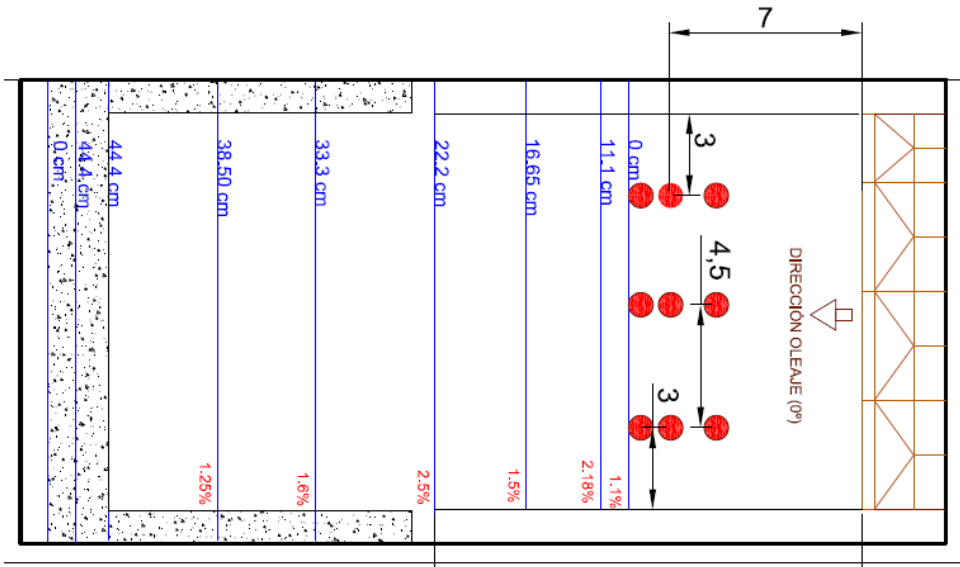 7
3
0 cm
44.4 cm
44.4 cm
38.50 cm
33.3 cm
22.2 cm
16.65 cm
11.1 cm
0 cm
4,5
DIRECCIÓN OLEAJE (0º)
3
1.25%
1.6%
2.5%
1.5%
2.18%
1.1%